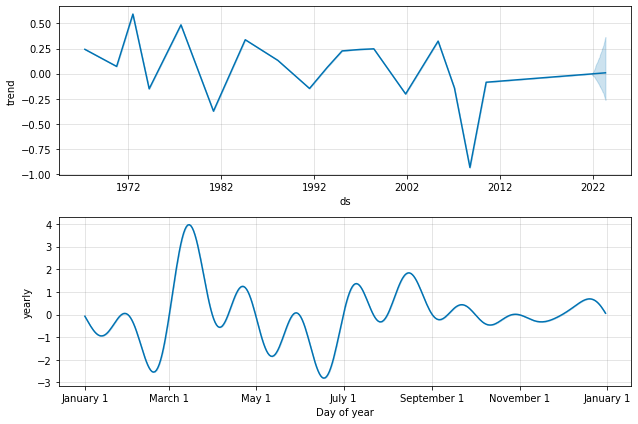 0.50
0.25
0.00
−0.25
−0.50
−0.75
−1.00
trend
1972 1982 1992 2002 2012 2022
ds
4
3
2
1
0
−1
−2
−3
yearly
January 1 March 1 May 1 July 1 September 1 November 1 January 1
Day of year